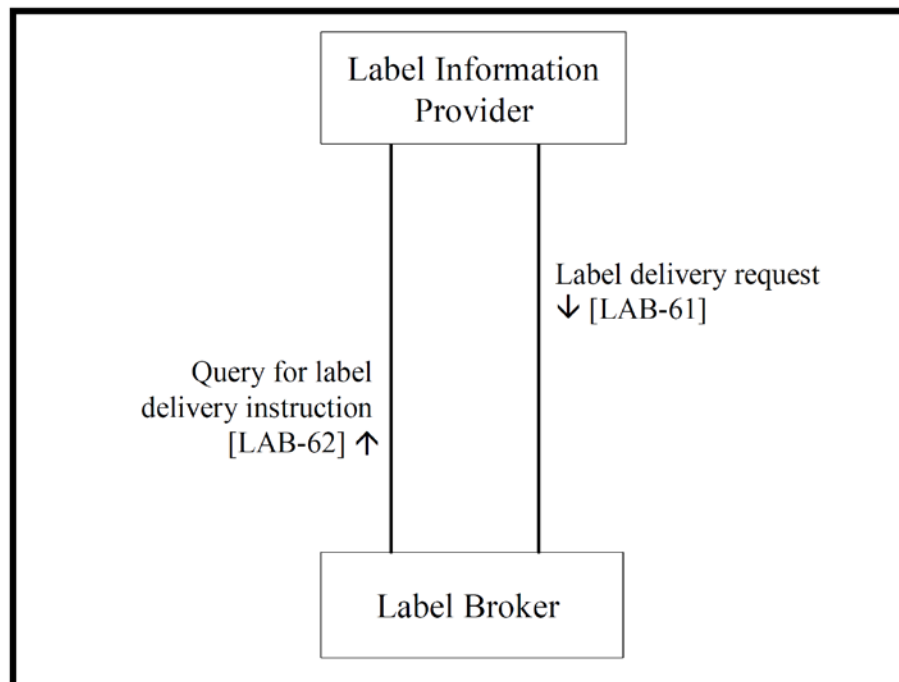 Label Information
Provider
Label delivery request
↓ [LAB-61]
Query for label
delivery instruction
[LAB-62] ↑
Label Broker